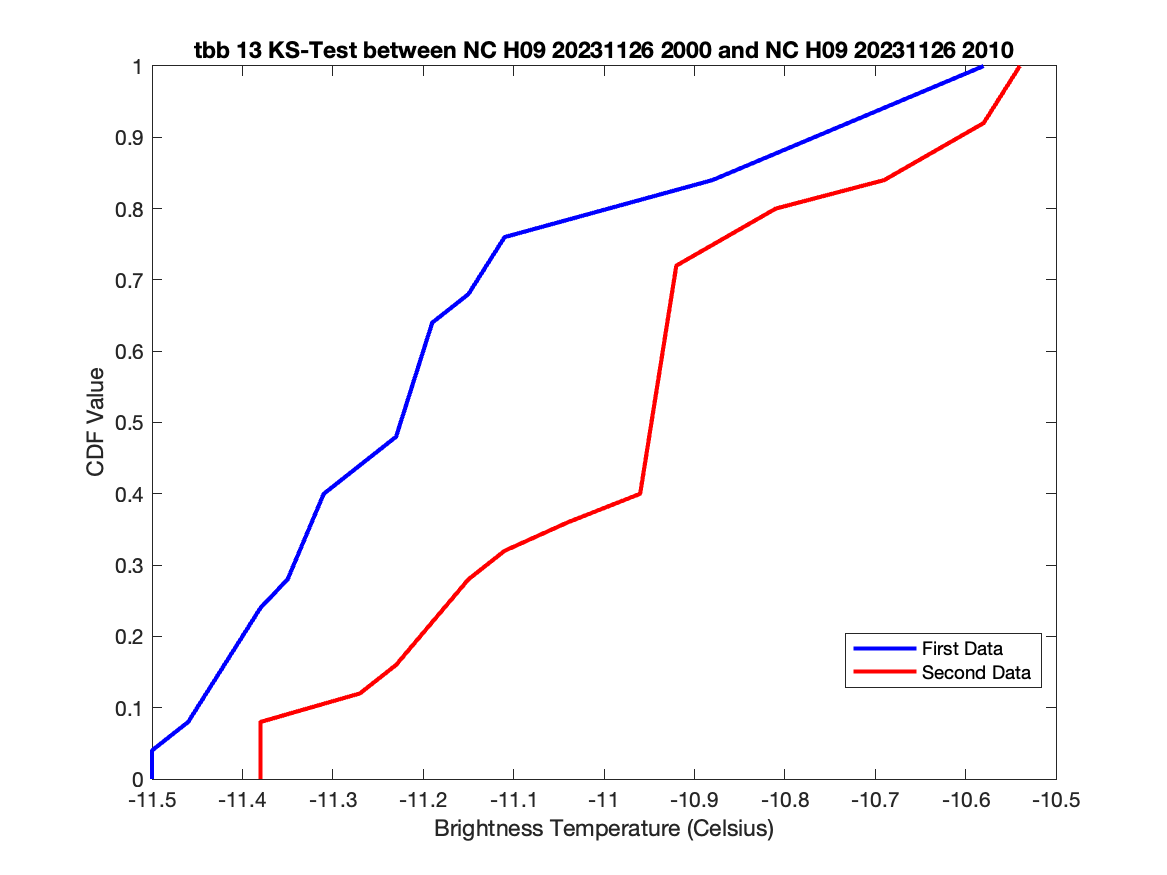 tbb 13 KS-Test between NC H09 20231126 2000 and NC H09 20231126 2010
1
0.9
0.8
0.7
0.6
0.5
0.4
0.3
0.2
0.1
0
CDF Value
First Data
Second Data
-11.5 -11.4 -11.3 -11.2 -11.1 -11 -10.9 -10.8 -10.7 -10.6 -10.5
Brightness Temperature (Celsius)